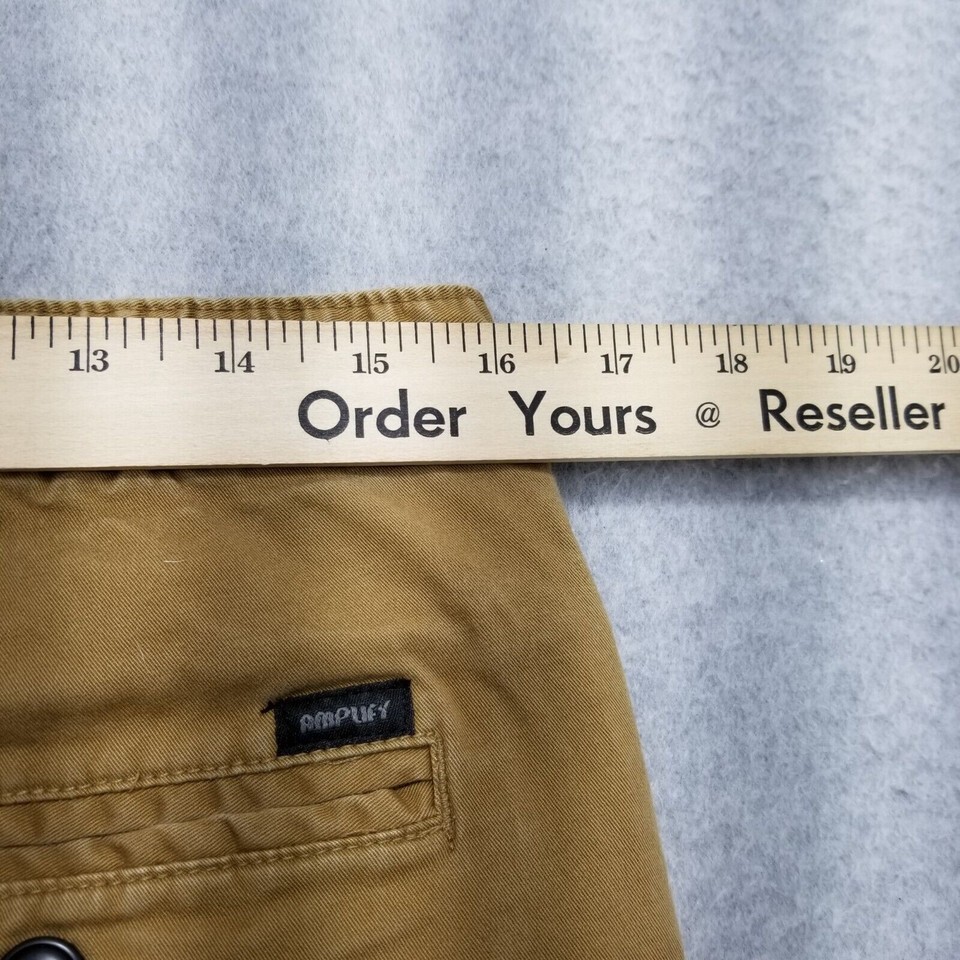 13 14 15 16 17 18 19 20
Order Yours @ Reseller
AMPLIFY